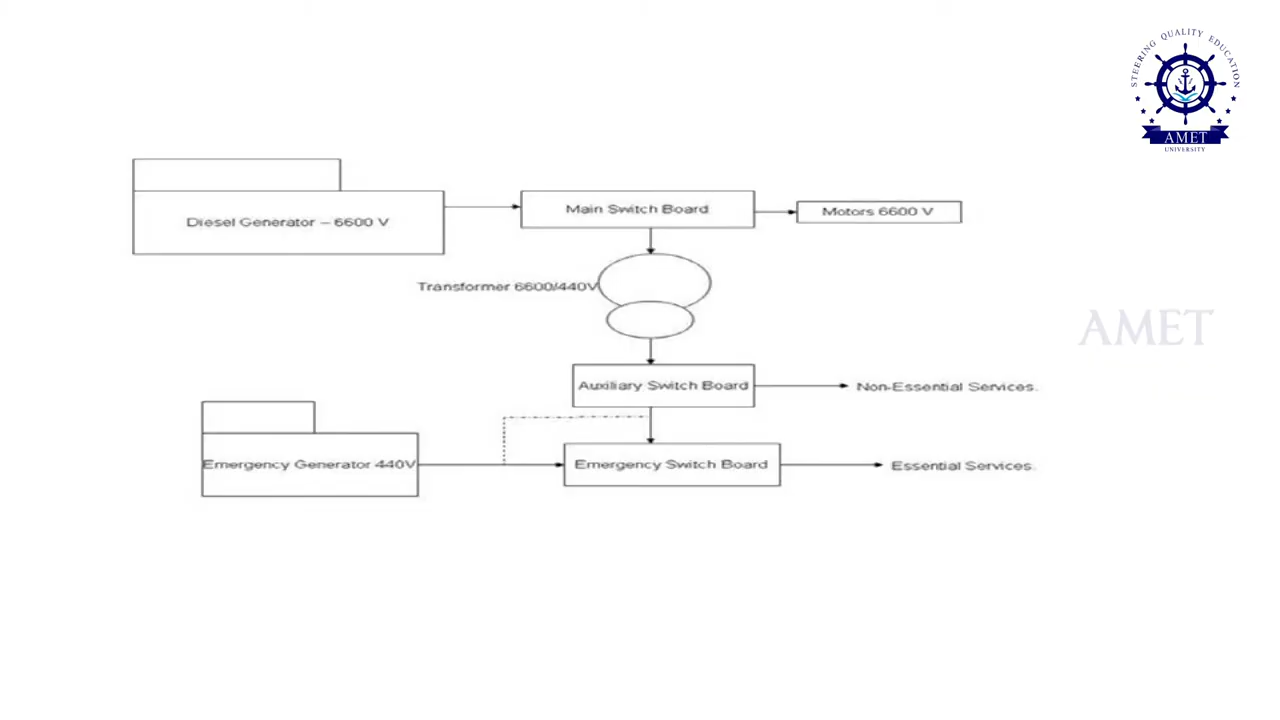 STEERING QUALITY EDUCATION
AMET
UNIVERSITY
Diesel Generator – 6600 V
Main Switch Board
Motors 6600 V
Transformer 6600/440V
AMET
Auxiliary Switch Board
Non-Essential Services.
Emergency Generator 440V
Emergency Switch Board
Essential Services.